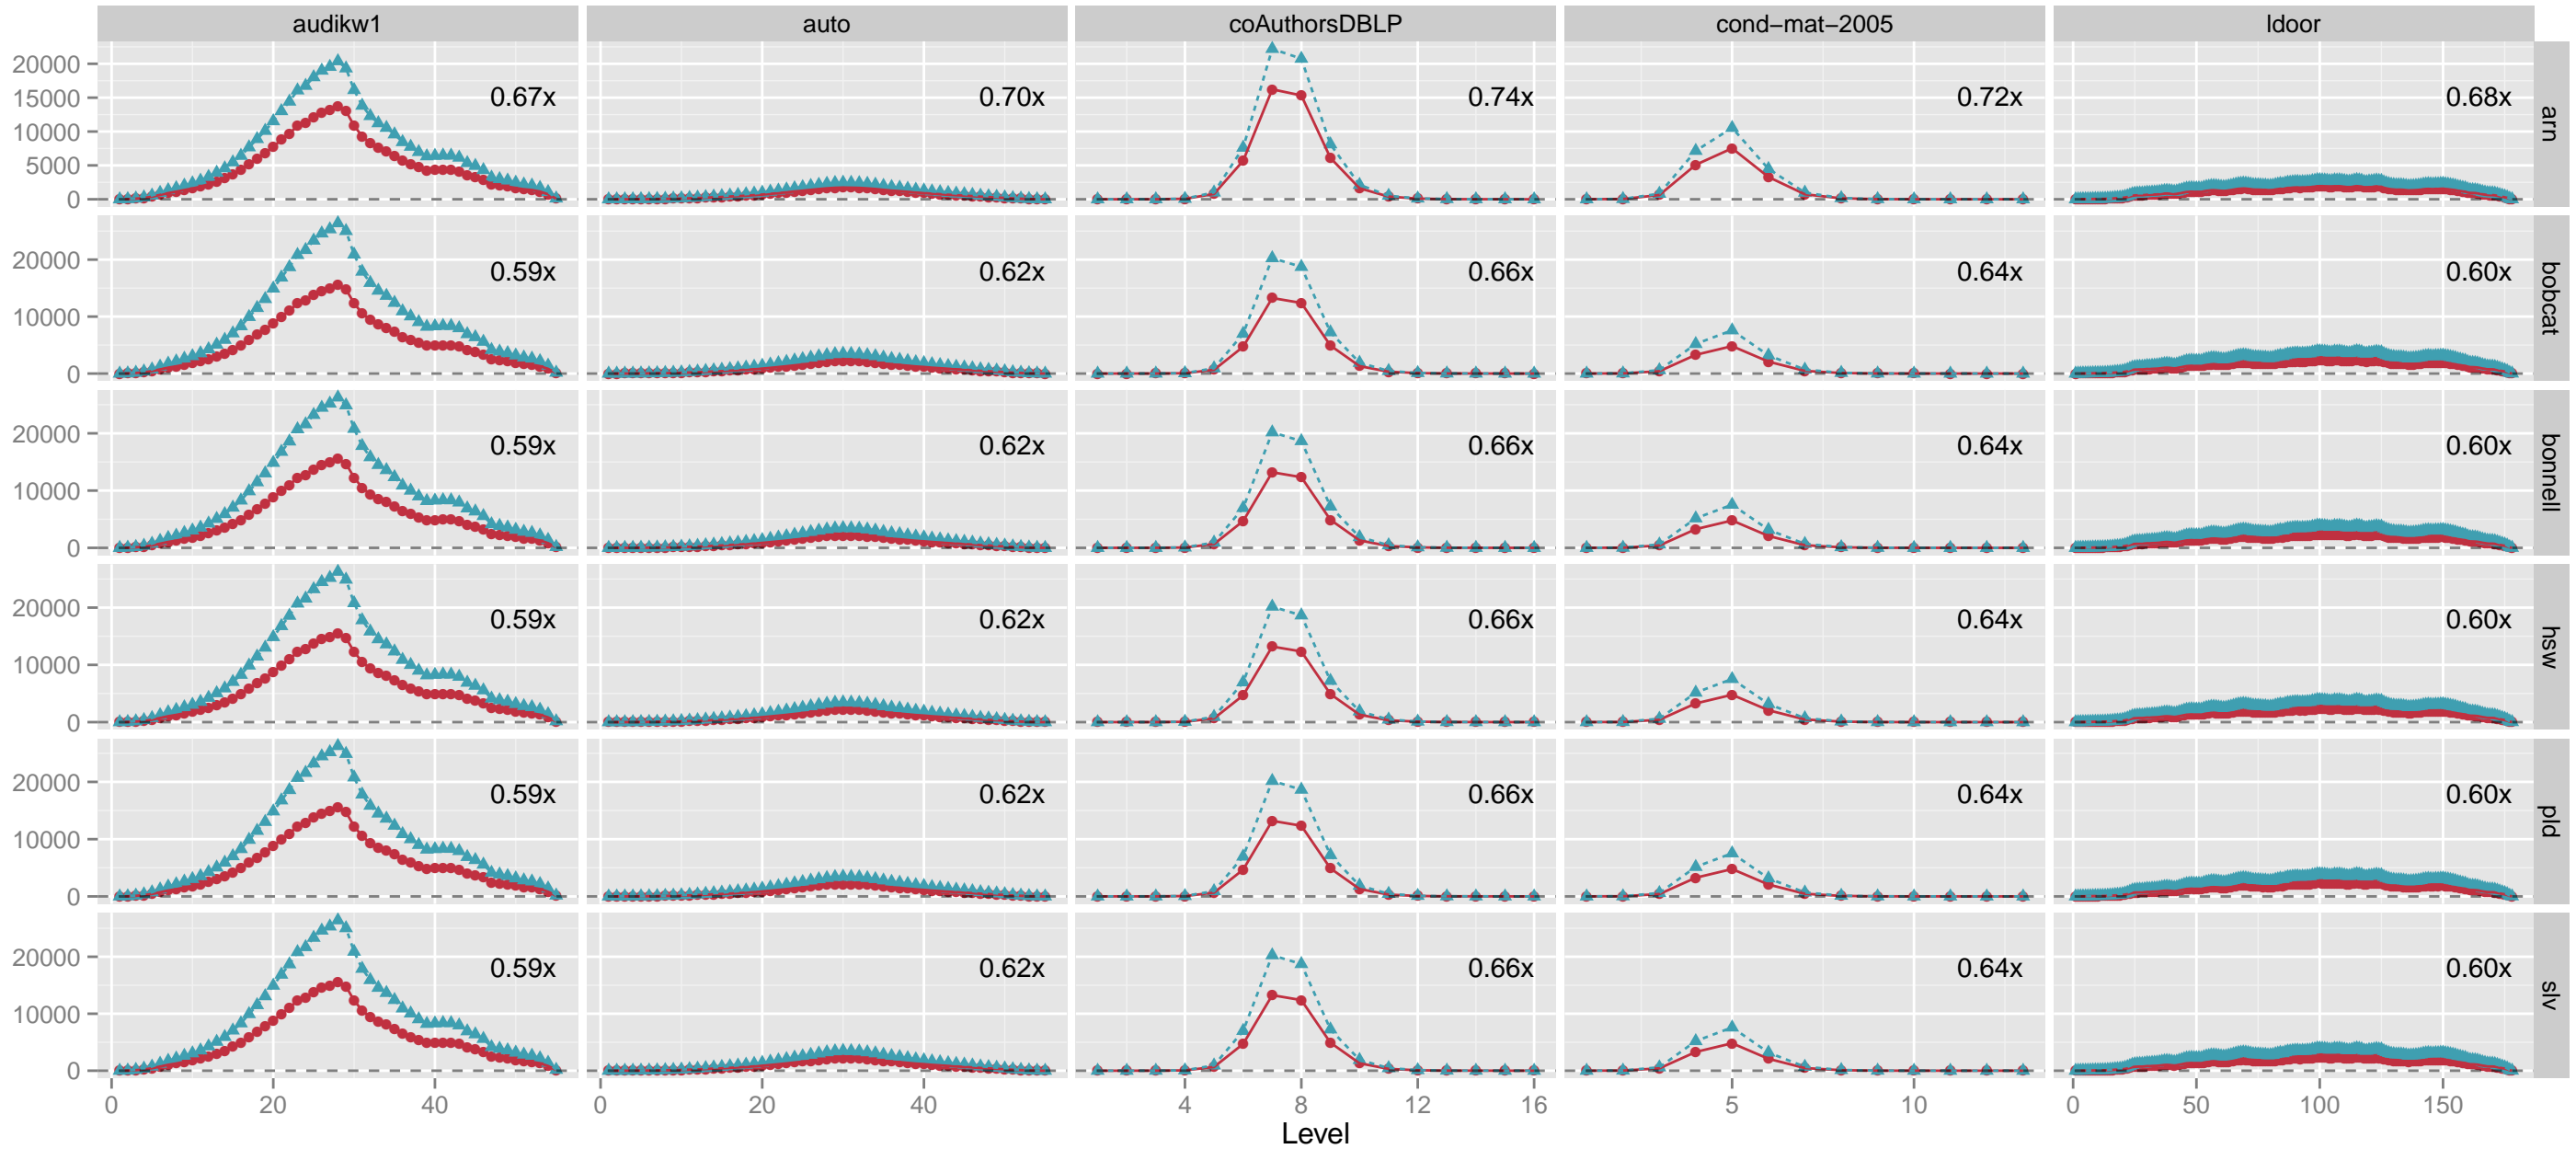 audikw1 auto coAuthorsDBLP cond−mat−2005 ldoor
20000
15000
10000
5000
0
0.67x 0.70x 0.74x 0.72x 0.68x
arn
20000
10000
0
0.59x 0.62x 0.66x 0.64x 0.60x
bobcat
20000
10000
0
0.59x 0.62x 0.66x 0.64x 0.60x
bonnell
20000
10000
0
0.59x 0.62x 0.66x 0.64x 0.60x
hsw
20000
10000
0
0.59x 0.62x 0.66x 0.64x 0.60x
pld
20000
10000
0
0.59x 0.62x 0.66x 0.64x 0.60x
slv
0 20 40 0 20 40 4 8 12 16 5 10 0 50 100 150
Level